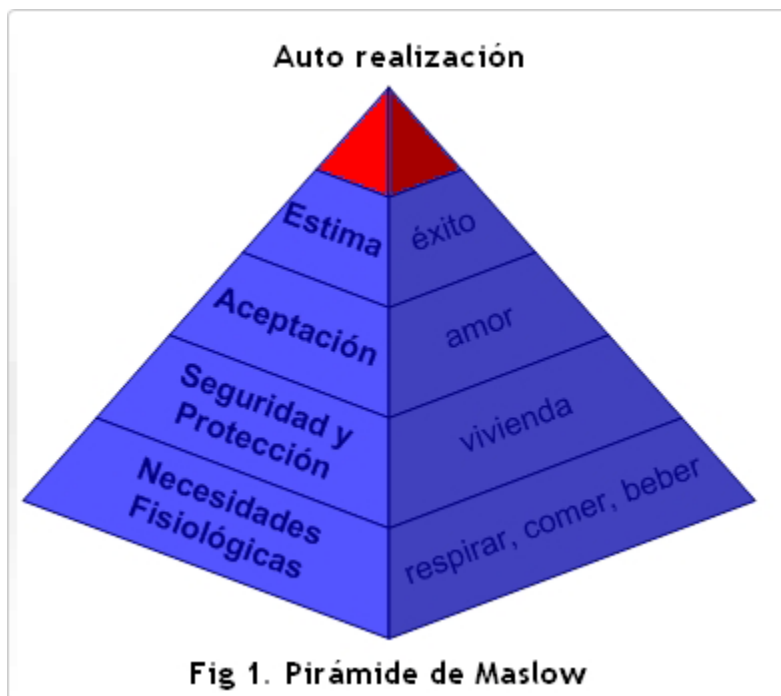 Auto realización
Estima
éxito
Aceptación
amor
Seguridad y
Protección
vivienda
Necesidades
Fisiológicas
respirar, comer, beber
Fig 1. Pirámide de Maslow